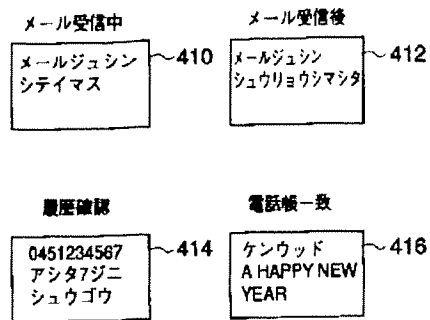 メール受信中
メールジュシン
シテイマス
410
メール受信後
メールジュシン
シュウリョウシマシタ
412
履歴確認
0451234567
アシタ7ジニ
シュウゴウ
414
電話帳一致
ケンウッド
A HAPPY NEW
YEAR
416